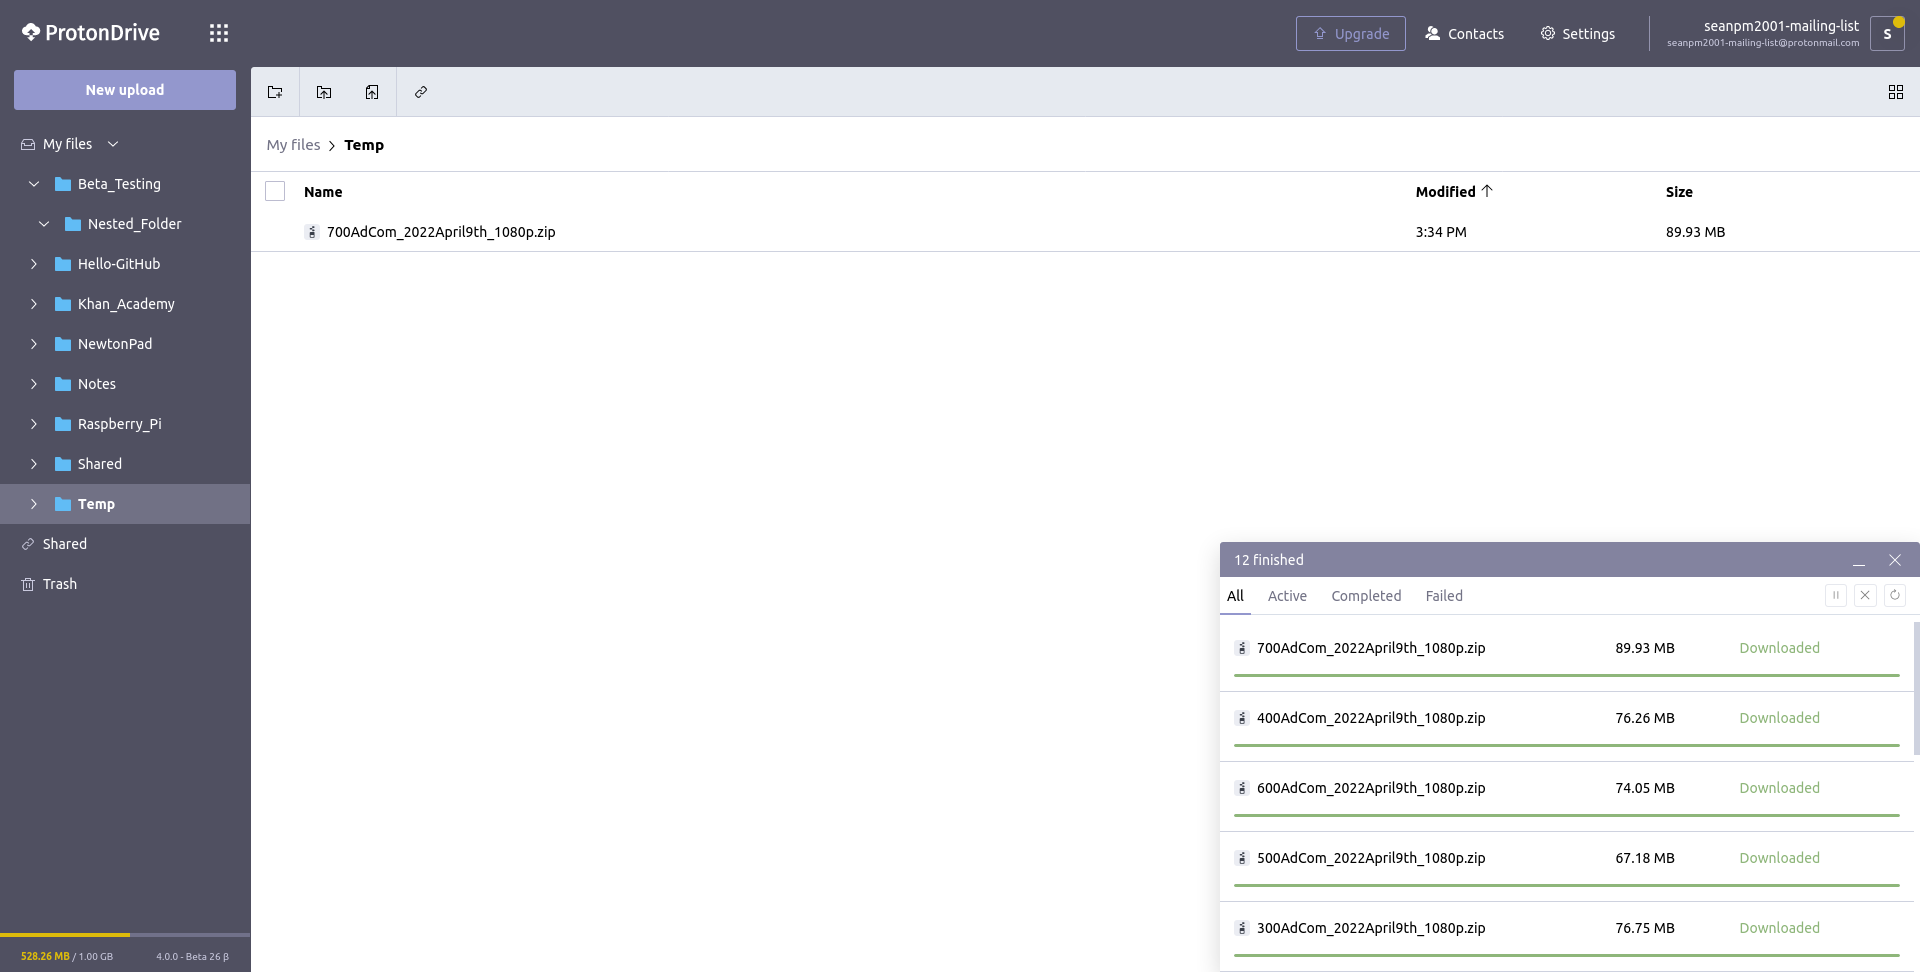 ProtonDrive
Upgrade
Contacts
Settings
seanpm2001-mailing-list
seanpm2001-mailing-list@protonmail.com
S
New upload
My files
Beta_Testing
Nested_Folder
Hello-GitHub
Khan_Academy
NewtonPad
Notes
Raspberry_Pi
Shared
Temp
Shared
Trash
528.26 MB / 1.00 GB
4.0.0 - Beta 26 β
My files > Temp
Name Modified Size
700AdCom_2022April9th_1080p.zip 3:34 PM 89.93 MB
12 finished
All Active Completed Failed
700AdCom_2022April9th_1080p.zip 89.93 MB Downloaded
400AdCom_2022April9th_1080p.zip 76.26 MB Downloaded
600AdCom_2022April9th_1080p.zip 74.05 MB Downloaded
500AdCom_2022April9th_1080p.zip 67.18 MB Downloaded
300AdCom_2022April9th_1080p.zip 76.75 MB Downloaded